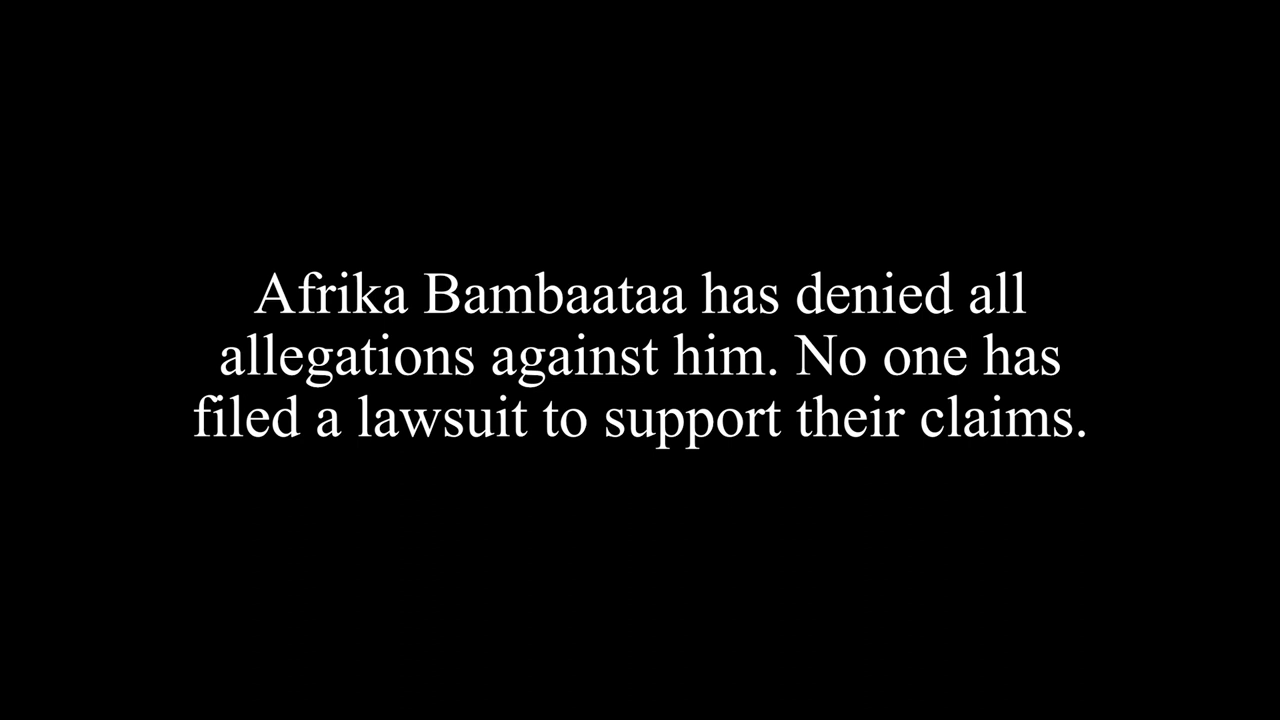 Afrika Bambaataa has denied all
allegations against him. No one has
filed a lawsuit to support their claims.